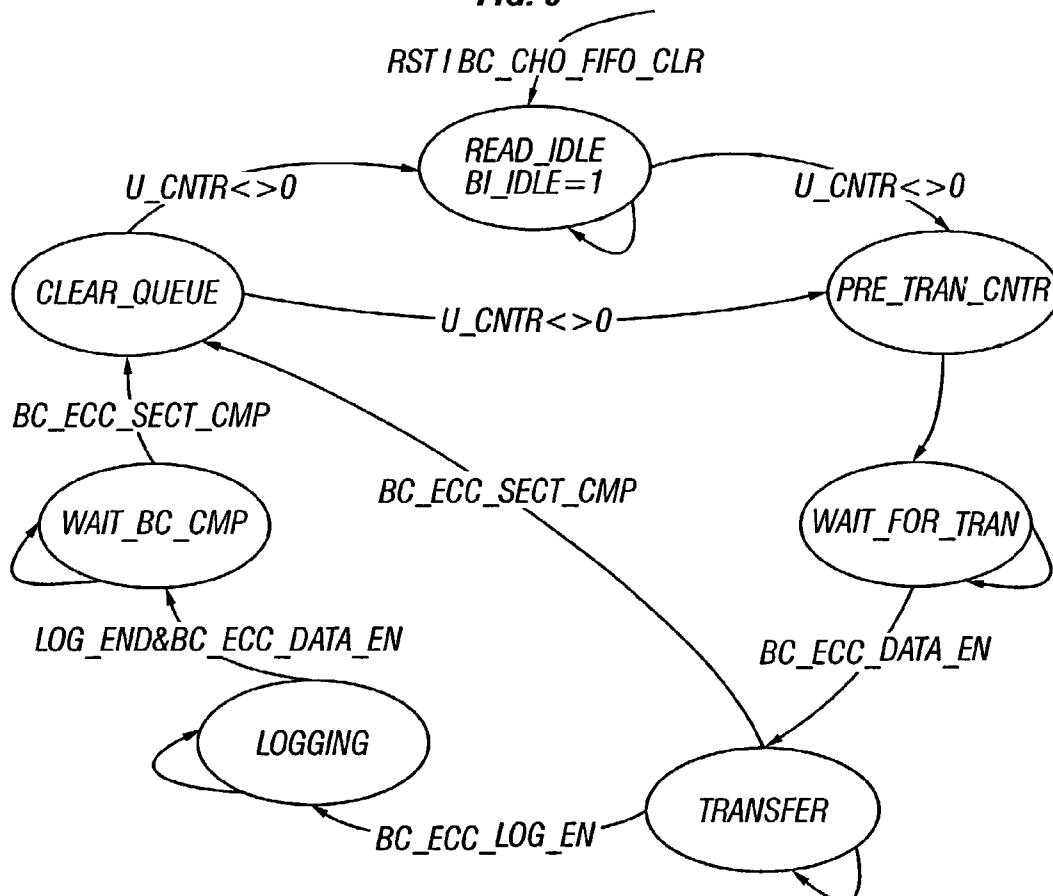 RST | BC_CHO_FIFO_CLR
READ_IDLE
BI_IDLE=1
U_CNTR<>0
U_CNTR<>0
CLEAR_QUEUE
PRE_TRAN_CNTR
U_CNTR<>0
BC_ECC_SECT_CMP
BC_ECC_SECT_CMP
WAIT_BC_CMP
WAIT_FOR_TRAN
LOG_END&BC_ECC_DATA_EN
BC_ECC_DATA_EN
LOGGING
TRANSFER
BC_ECC_LOG_EN